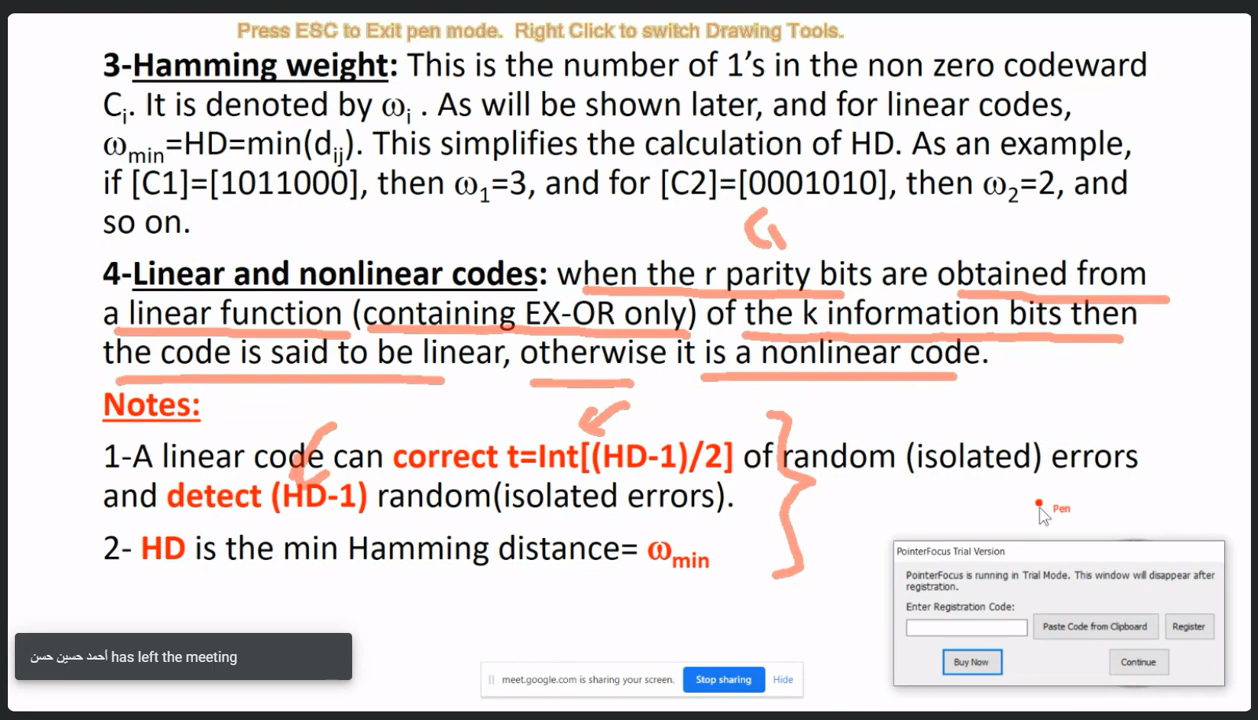 Press ESC to Exit pen mode. Right Click to switch Drawing Tools.
3-Hamming weight: This is the number of 1's in the non zero codeward
Ci. It is denoted by ωi . As will be shown later, and for linear codes,
ωmin=HD=min(dij). This simplifies the calculation of HD. As an example,
if [C1]=[1011000], then ω1=3, and for [C2]=[0001010], then ω2=2, and
so on.
4-Linear and nonlinear codes: when the r parity bits are obtained from
a linear function (containing EX-OR only) of the k information bits then
the code is said to be linear, otherwise it is a nonlinear code.
Notes:
1-A linear code can correct t=Int[(HD-1)/2] of random (isolated) errors
and detect (HD-1) random(isolated errors).
2- HD is the min Hamming distance= ωmin
Pen
PointerFocus Trial Version
PointerFocus is running in Trial Mode. This window will disappear after
registration.
Enter Registration Code:
Paste Code from Clipboard
Register
Buy Now
Continue
أحمد حسين حسن has left the meeting
meet.google.com is sharing your screen.
Stop sharing
Hide